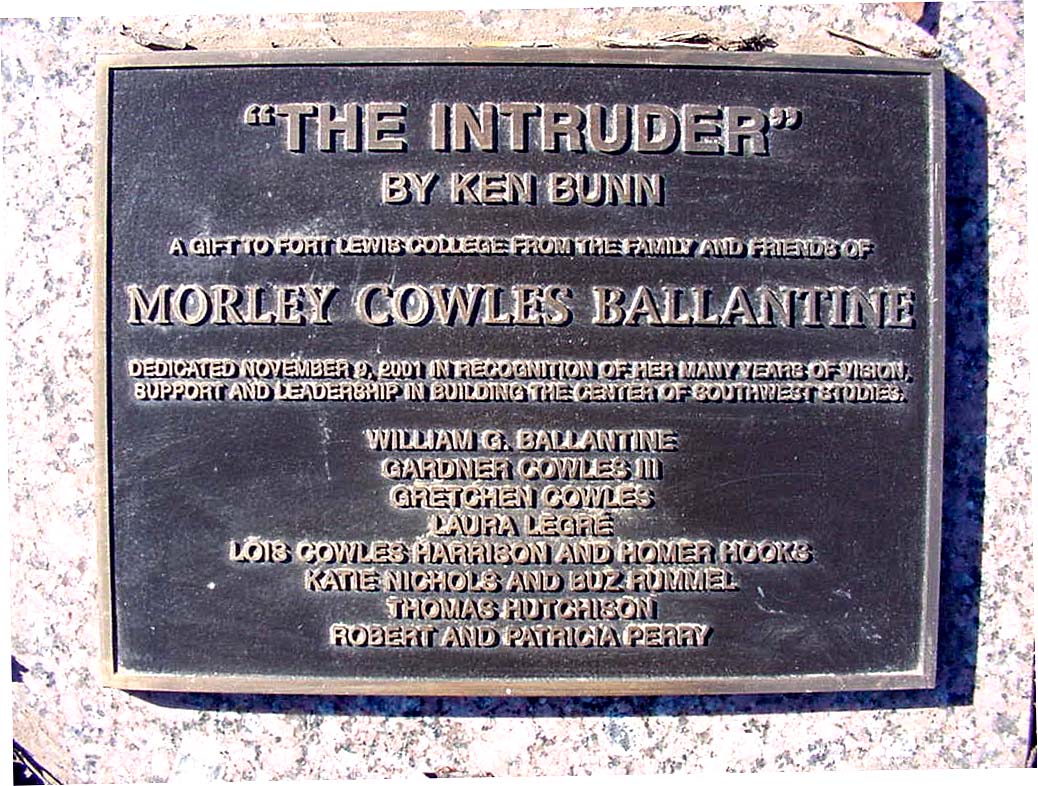 “THE INTRUDER”
BY KEN BUNN
A GIFT TO FORT LEWIS COLLEGE FROM THE FAMILY AND FRIENDS OF
MORLEY COWLES BALLANTINE
DEDICATED NOVEMBER 9, 2001 IN RECOGNITION OF HER MANY YEARS OF VISION,
SUPPORT AND LEADERSHIP IN BUILDING THE CENTER OF SOUTHWEST STUDIES.
WILLIAM G. BALLANTINE
GARDNER COWLES III
GRETCHEN COWLES
LAURA LEGRÉ
LOIS COWLES HARRISON AND HOMER HOOKS
KATIE NICHOLS AND BUZ RUMMEL
THOMAS HUTCHISON
ROBERT AND PATRICIA PERRY